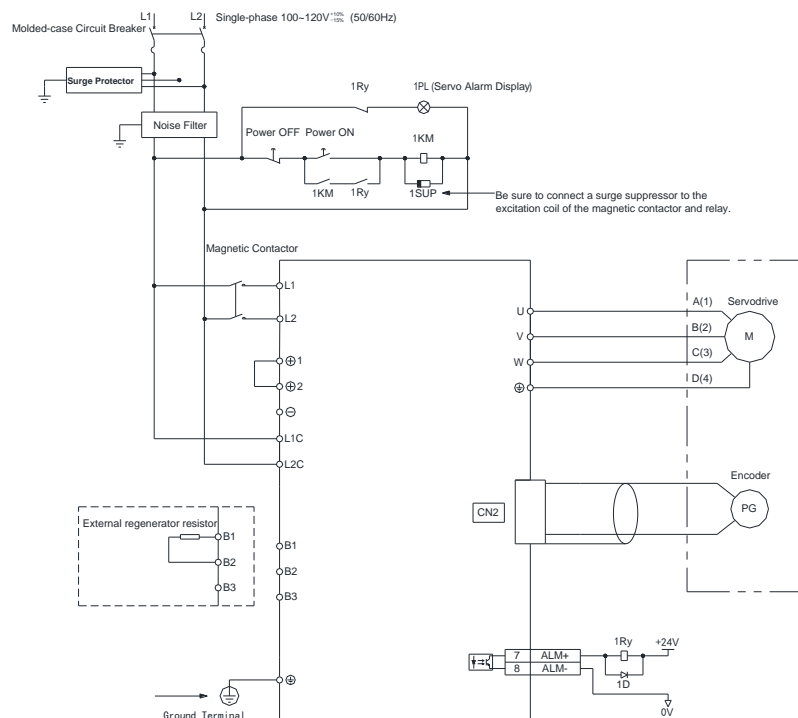 L1 L2 Single-phase 100~120V +10% -15% (50/60Hz)
Molded-case Circuit Breaker
Surge Protector
1Ry 1PL (Servo Alarm Display)
Noise Filter
Power OFF Power ON 1KM
1KM 1Ry 1SUP
Be sure to connect a surge suppressor to the
excitation coil of the magnetic contactor and relay.
Magnetic Contactor
L1
L2
1
2
L1C
L2C
U
V
W
A(1)
B(2)
C(3)
D(4)
Servodrive
M
Encoder
PG
CN2
External regenerator resistor
B1
B2
B3
B1
B2
B3
7 ALM+
8 ALM-
1Ry +24V
1D
0V
Ground Terminal